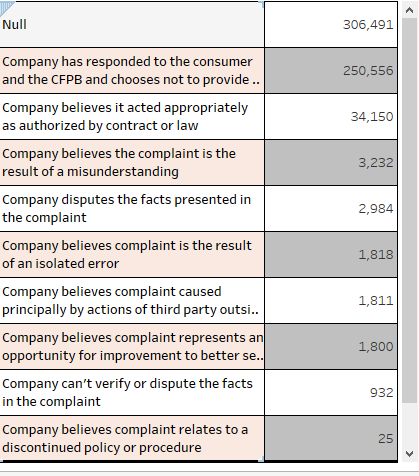 Null 306,491
Company has responded to the consumer
and the CFPB and chooses not to provide .. 250,556
Company believes it acted appropriately
as authorized by contract or law 34,150
Company believes the complaint is the
result of a misunderstanding 3,232
Company disputes the facts presented in
the complaint 2,984
Company believes complaint is the result
of an isolated error 1,818
Company believes complaint caused
principally by actions of third party outsi.. 1,811
Company believes complaint represents an
opportunity for improvement to better se.. 1,800
Company can't verify or dispute the facts
in the complaint 932
Company believes complaint relates to a
discontinued policy or procedure 25